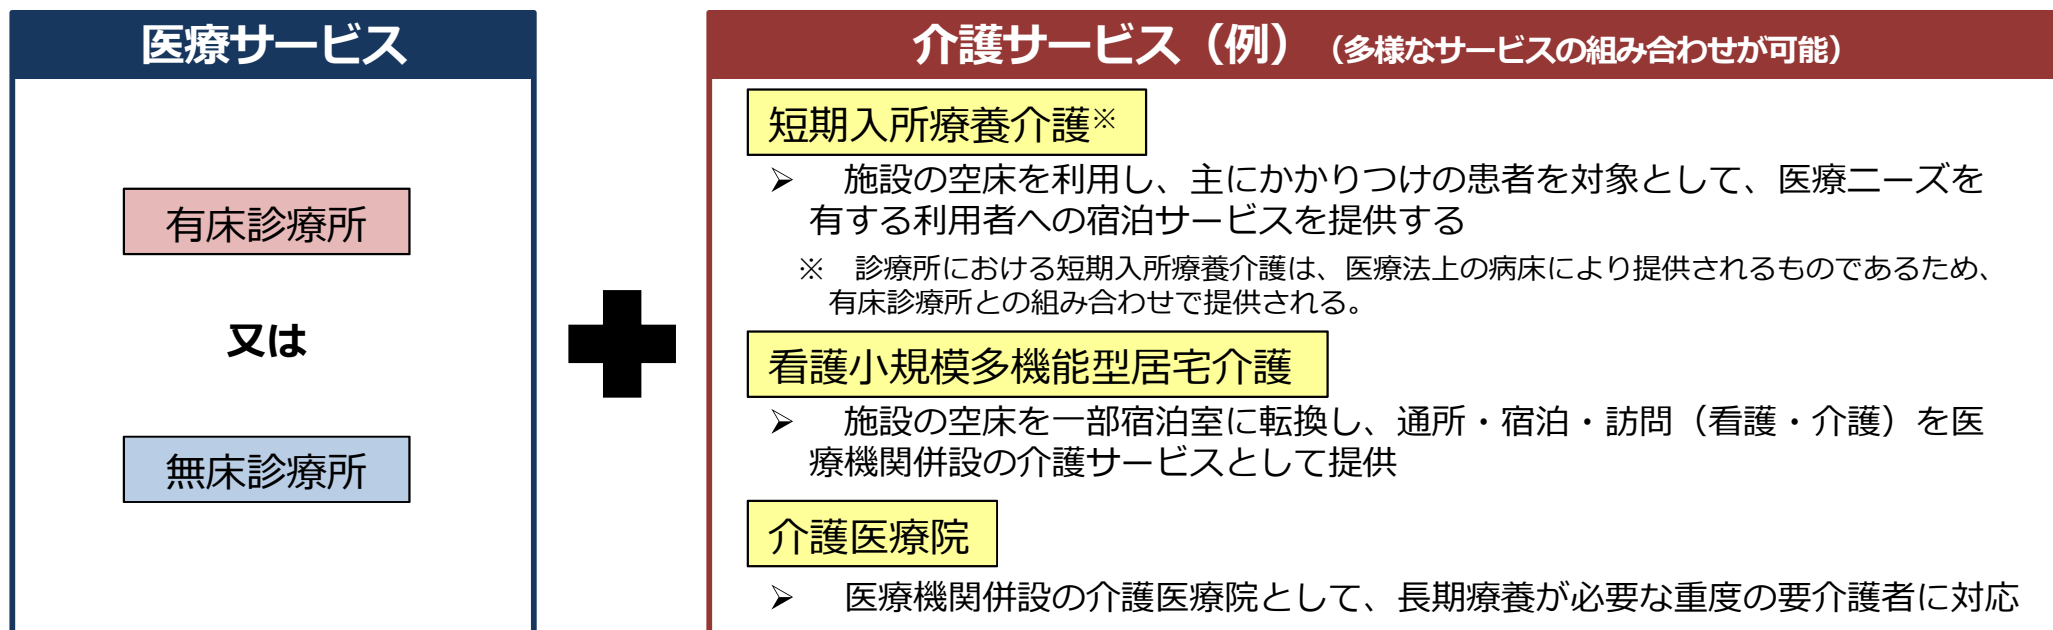 医療サービス
有床診療所
又は
無床診療所
介護サービス（例）（多様なサービスの組み合わせが可能）
短期入所療養介護※
➢ 施設の空床を利用し、主にかかりつけの患者を対象として、医療ニーズを
有する利用者への宿泊サービスを提供する
※ 診療所における短期入所療養介護は、医療法上の病床により提供されるものであるため、
有床診療所との組み合わせで提供される。
看護小規模多機能型居宅介護
➢ 施設の空床を一部宿泊室に転換し、通所・宿泊・訪問（看護・介護）を医
療機関併設の介護サービスとして提供
介護医療院
➢ 医療機関併設の介護医療院として、長期療養が必要な重度の要介護者に対応